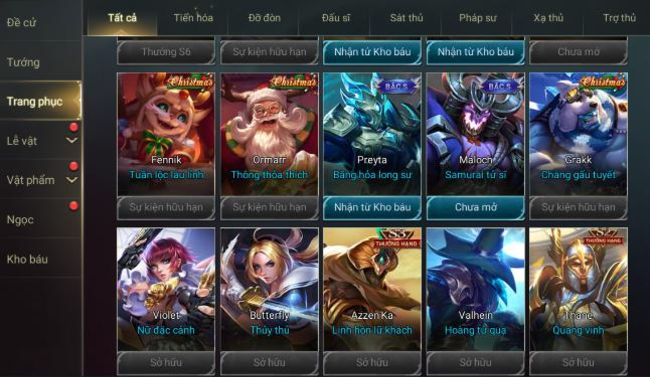 Đề cử
Tướng
Trang phục
Lễ vật
Vật phẩm
Ngọc
Kho báu
Tất cả
Tiến hóa
Đỡ đòn
Đấu sĩ
Sát thủ
Pháp sư
Xạ thủ
Trợ thủ
Thưởng S6
Sự kiện hữu hạn
Nhận từ Kho báu
Nhận từ Kho báu
Chưa mở
Christmas
Christmas
BẬC S
BẬC S
Christmas
Fennik
Ormarr
Preyta
Maloch
Grakk
Tuần lộc láu lỉnh
Thông thỏa thích
Băng hỏa long sư
Samurai tử sĩ
Chàng gấu tuyết
Sự kiện hữu hạn
Sự kiện hữu hạn
Nhận từ Kho báu
Chưa mở
Sự kiện hữu hạn
THƯỞNG HẠNG
THƯỞNG HẠNG
Violet
Butterfly
Azzen'Ka
Valhein
Thane
Nữ đặc cảnh
Thủy thủ
Linh hồn lữ khách
Hoàng tử quạ
Quang vinh
Sở hữu
Sở hữu
Sở hữu
Sở hữu
Sở hữu